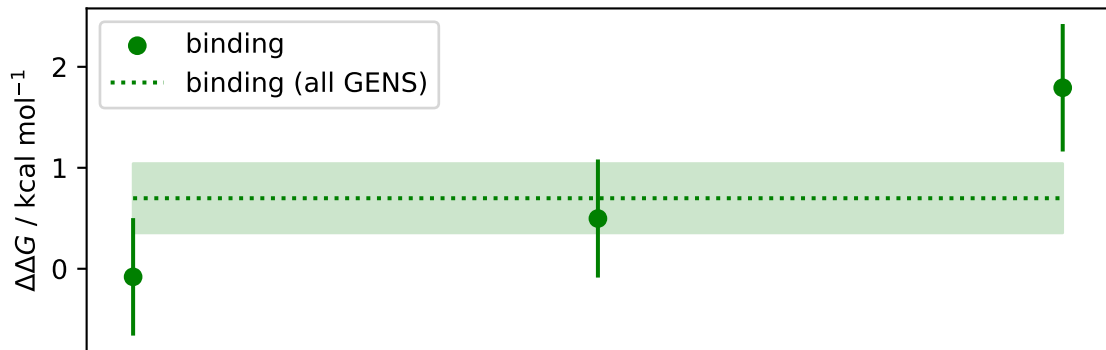 binding
binding (all GENS)
2
1
0
ΔΔG / kcal mol⁻¹